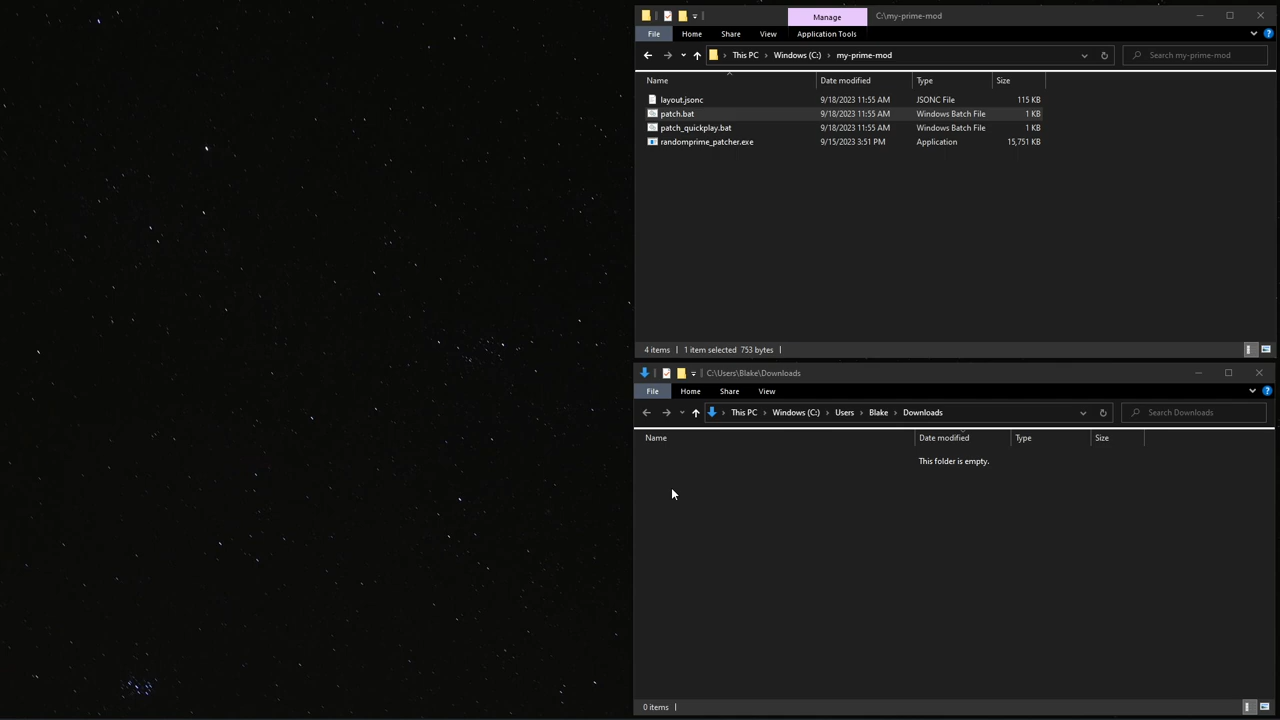 Manage C:\my-prime-mod
File Home Share View Application Tools
This PC Windows (C:) my-prime-mod Search my-prime-mod
Name Date modified Type Size
layout.jsonc 9/18/2023 11:55 AM JSONC File 115 KB
patch.bat 9/18/2023 11:55 AM Windows Batch File 1 KB
patch_quickplay.bat 9/18/2023 11:55 AM Windows Batch File 1 KB
randomprime_patcher.exe 9/15/2023 3:51 PM Application 15,751 KB
4 items 1 item selected 753 bytes
C:\Users\Blake\Downloads
File Home Share View
This PC Windows (C:) Users Blake Downloads Search Downloads
Name Date modified Type Size
This folder is empty.
0 items